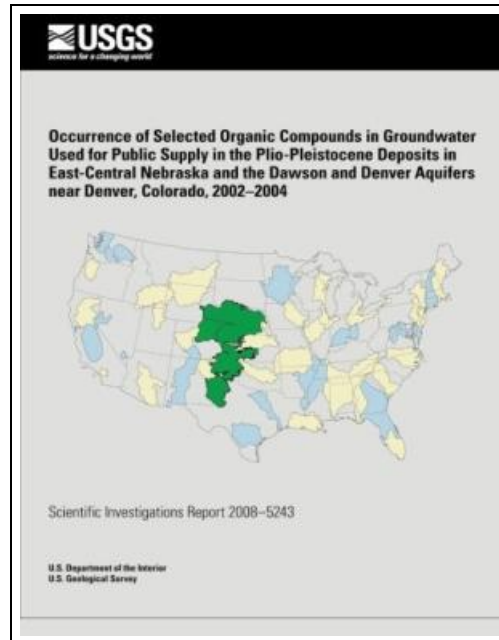 USGS
science for a changing world
Occurrence of Selected Organic Compounds in Groundwater
Used for Public Supply in the Plio-Pleistocene Deposits in
East-Central Nebraska and the Dawson and Denver Aquifers
near Denver, Colorado, 2002–2004
Scientific Investigations Report 2008–5243
U.S. Department of the Interior
U.S. Geological Survey